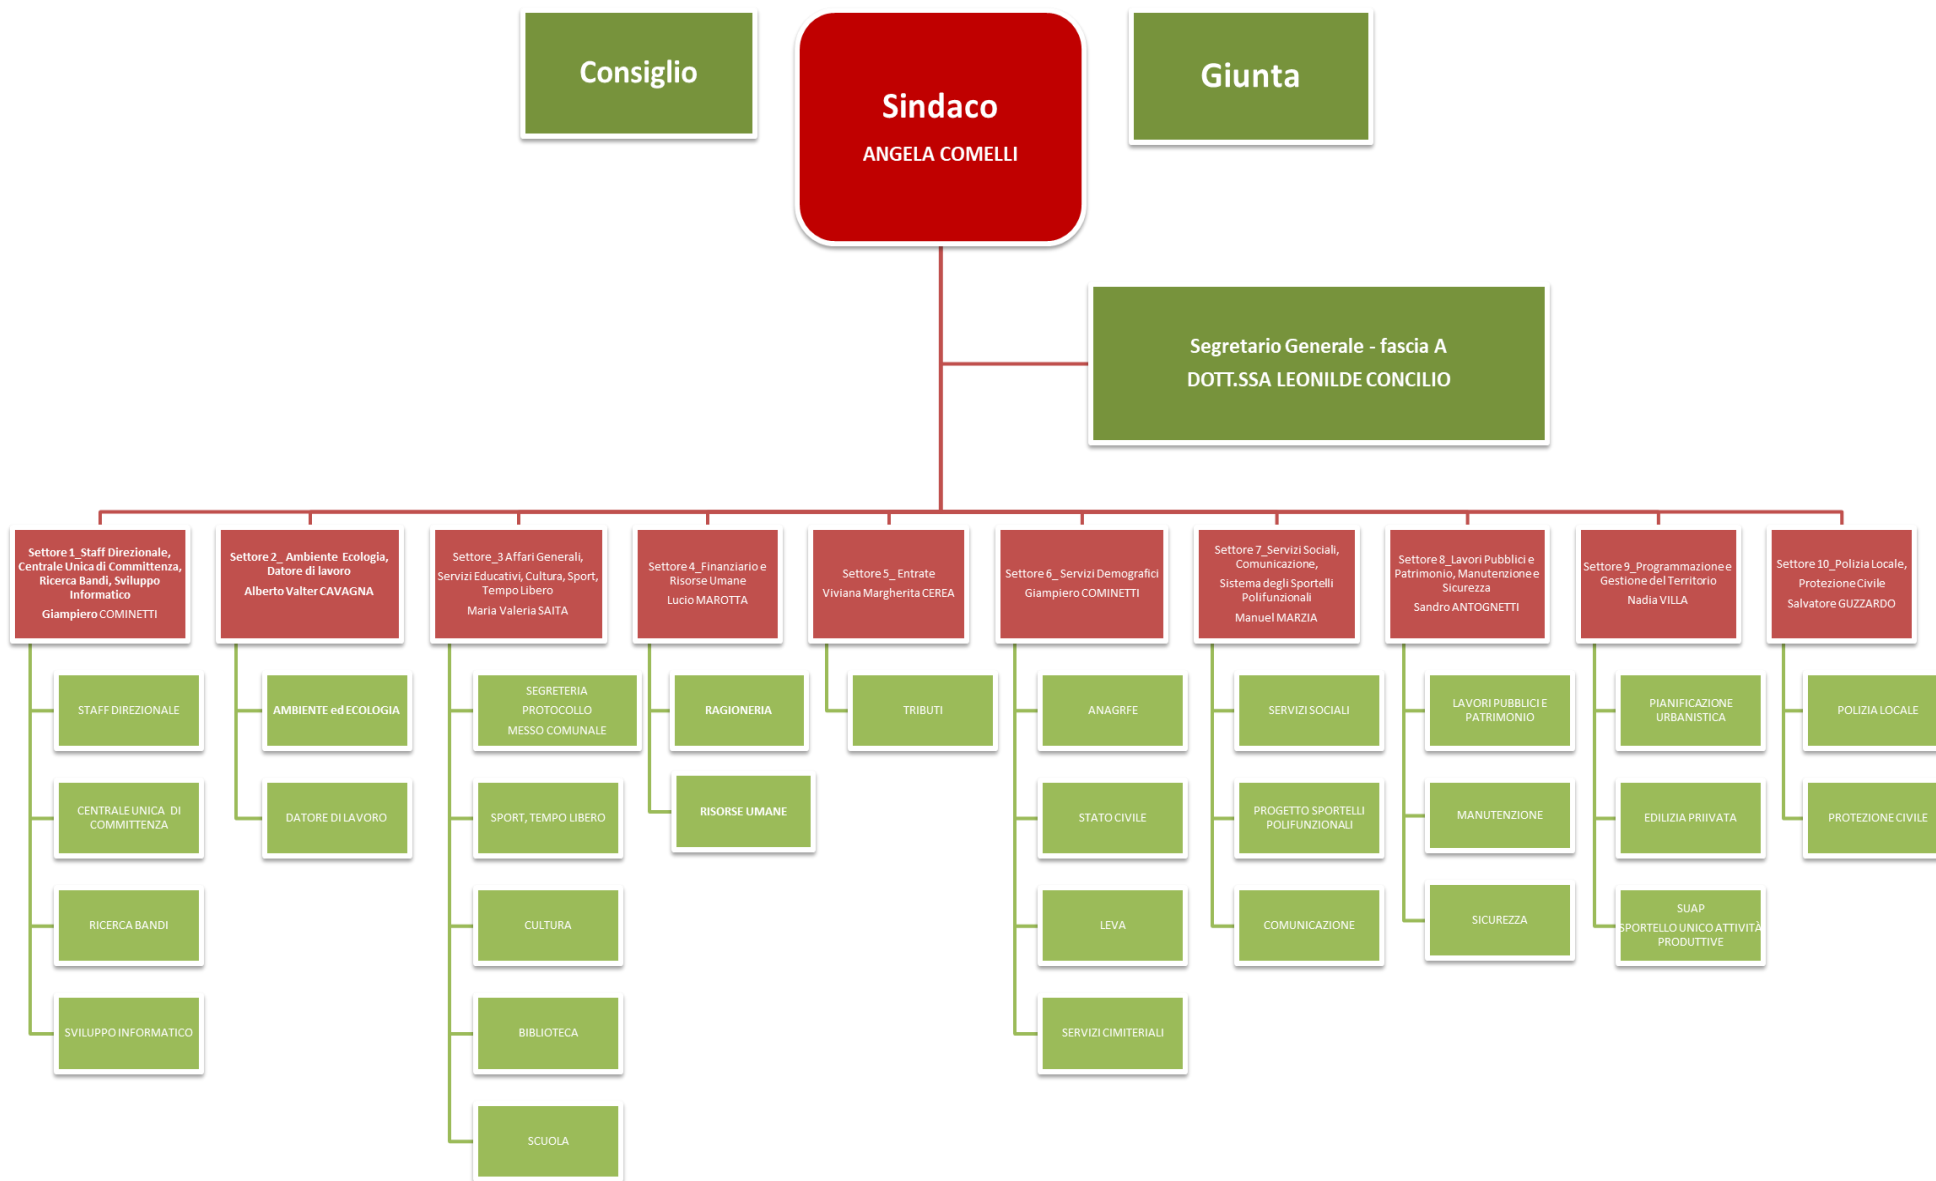 Consiglio
Sindaco
ANGELA COMELLI
Giunta
Segretario Generale - fascia A
DOTT.SSA LEONILDE CONCILIO
Settore 1_Staff Direzionale,
Centrale Unica di Committenza,
Ricerca Bandi, Sviluppo
Informatico
Giampiero COMINETTI
STAFF DIREZIONALE
CENTRALE UNICA DI
COMMITTENZA
RICERCA BANDI
SVILUPPO INFORMATICO
Settore 2_ Ambiente Ecologia,
Datore di lavoro
Alberto Valter CAVAGNA
AMBIENTE ed ECOLOGIA
DATORE DI LAVORO
Settore_3 Affari Generali,
Servizi Educativi, Cultura, Sport,
Tempo Libero
Maria Valeria SAITA
SEGRETERIA
PROTOCOLLO
MESSO COMUNALE
SPORT, TEMPO LIBERO
CULTURA
BIBLIOTECA
SCUOLA
Settore 4_Finanziario e
Risorse Umane
Lucio MAROTTA
RAGIONERIA
RISORSE UMANE
Settore 5_ Entrate
Viviana Margherita CEREA
TRIBUTI
Settore 6_ Servizi Demografici
Giampiero COMINETTI
ANAGRFE
STATO CIVILE
LEVA
SERVIZI CIMITERIALI
Settore 7_Servizi Sociali,
Comunicazione,
Sistema degli Sportelli
Polifunzionali
Manuel MARZIA
SERVIZI SOCIALI
PROGETTO SPORTELLI
POLIFUNZIONALI
COMUNICAZIONE
Settore 8_Lavori Pubblici e
Patrimonio, Manutenzione e
Sicurezza
Sandro ANTOGNETTI
LAVORI PUBBLICI E
PATRIMONIO
MANUTENZIONE
SICUREZZA
Settore 9_Programmazione e
Gestione del Territorio
Nadia VILLA
PIANIFICAZIONE
URBANISTICA
EDILIZIA PRIIVATA
SUAP
SPORTELLO UNICO ATTIVITÀ
PRODUTTIVE
Settore 10_Polizia Locale,
Protezione Civile
Salvatore GUZZARDO
POLIZIA LOCALE
PROTEZIONE CIVILE